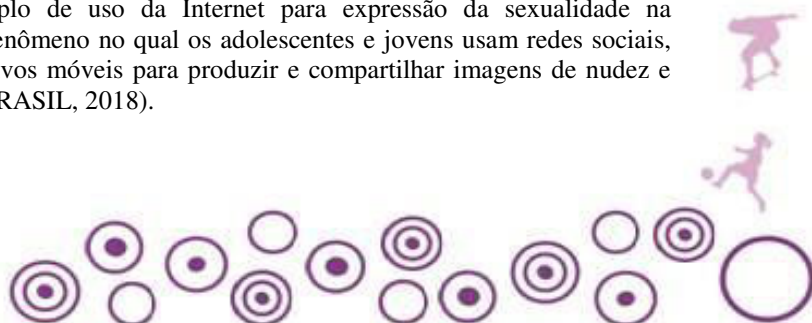 plo de uso da Internet para expressão da sexualidade na
enômeno no qual os adolescentes e jovens usam redes sociais,
vos móveis para produzir e compartilhar imagens de nudez e
RASIL, 2018).